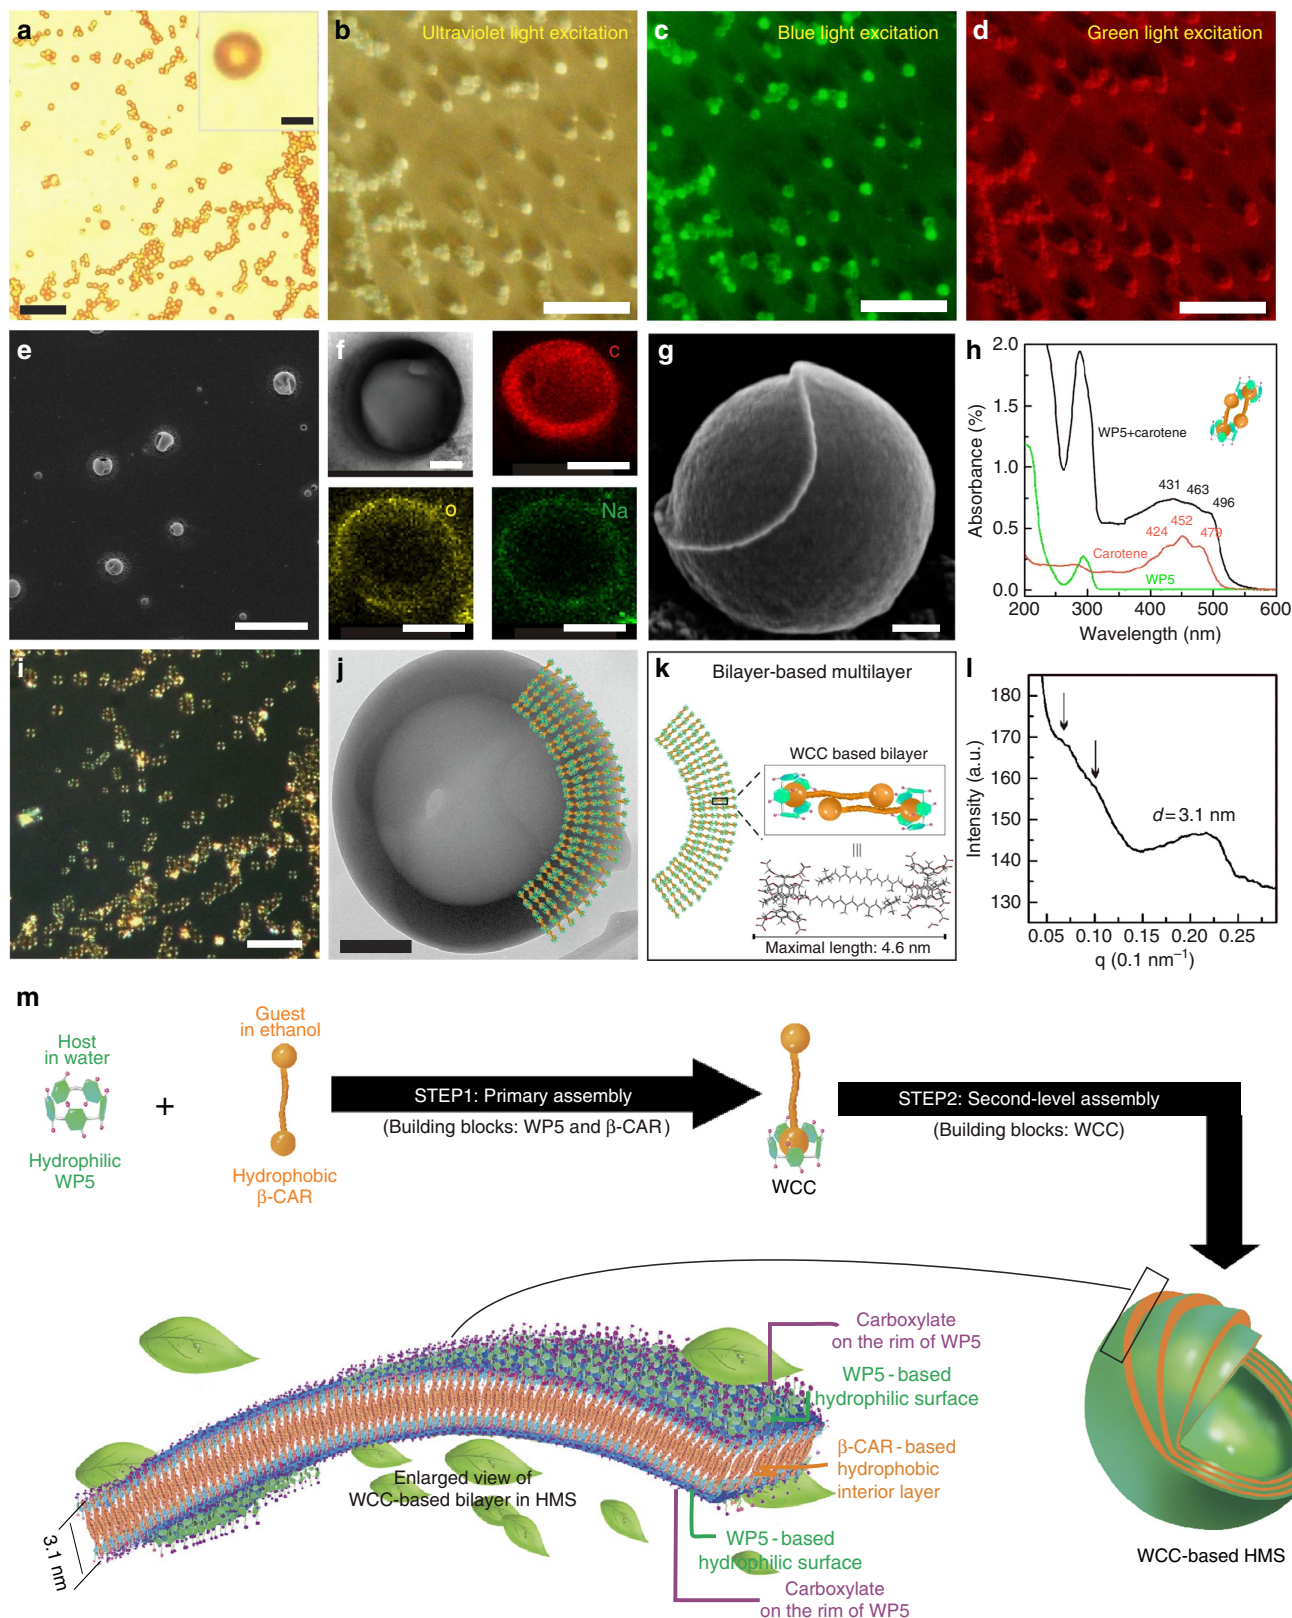 a
b
Ultraviolet light excitation
c
Blue light excitation
d
Green light excitation
e
f
c
o
Na
g
h
2.0
1.5
1.0
0.5
0.0
Absorbance (%)
WP5+carotene
431
463
496
424
452
479
Carotene
WP5
200
300
400
500
600
Wavelength (nm)
i
j
k
Bilayer-based multilayer
WCC based bilayer
Maximal length: 4.6 nm
l
180
170
160
150
140
130
Intensity (a.u.)
d = 3.1 nm
0.05
0.10
0.15
0.20
0.25
q (0.1 nm⁻¹)
m
Host
in water
+
Guest
in ethanol
Hydrophilic
WP5
Hydrophobic
β-CAR
STEP1: Primary assembly
(Building blocks: WP5 and β-CAR)
WCC
STEP2: Second-level assembly
(Building blocks: WCC)
Carboxylate
on the rim of WP5
WP5-based
hydrophilic surface
β-CAR-based
hydrophobic
interior layer
Enlarged view of
WCC-based bilayer in HMS
3.1 nm
WP5-based
hydrophilic surface
Carboxylate
on the rim of WP5
WCC-based HMS